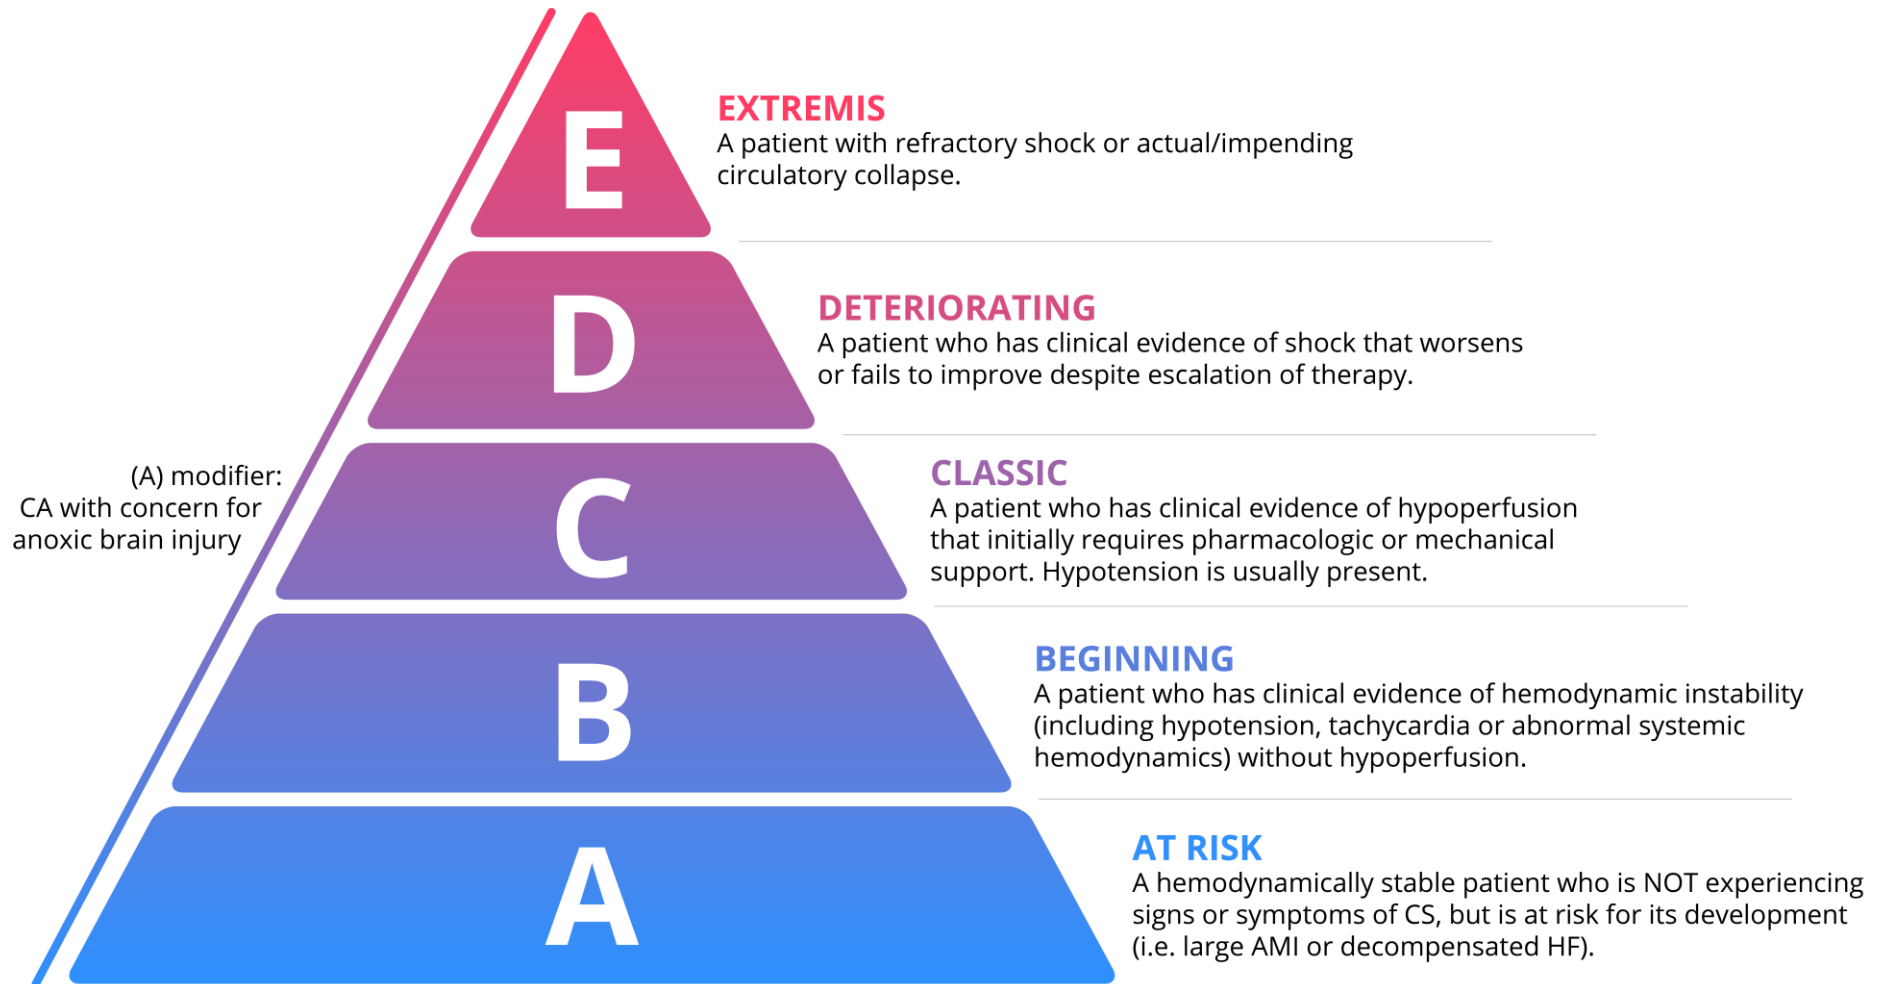 E
EXTREMIS
A patient with refractory shock or actual/impending
circulatory collapse.
D
DETERIORATING
A patient who has clinical evidence of shock that worsens
or fails to improve despite escalation of therapy.
(A) modifier:
CA with concern for
anoxic brain injury
C
CLASSIC
A patient who has clinical evidence of hypoperfusion
that initially requires pharmacologic or mechanical
support. Hypotension is usually present.
B
BEGINNING
A patient who has clinical evidence of hemodynamic instability
(including hypotension, tachycardia or abnormal systemic
hemodynamics) without hypoperfusion.
A
AT RISK
A hemodynamically stable patient who is NOT experiencing
signs or symptoms of CS, but is at risk for its development
(i.e. large AMI or decompensated HF).